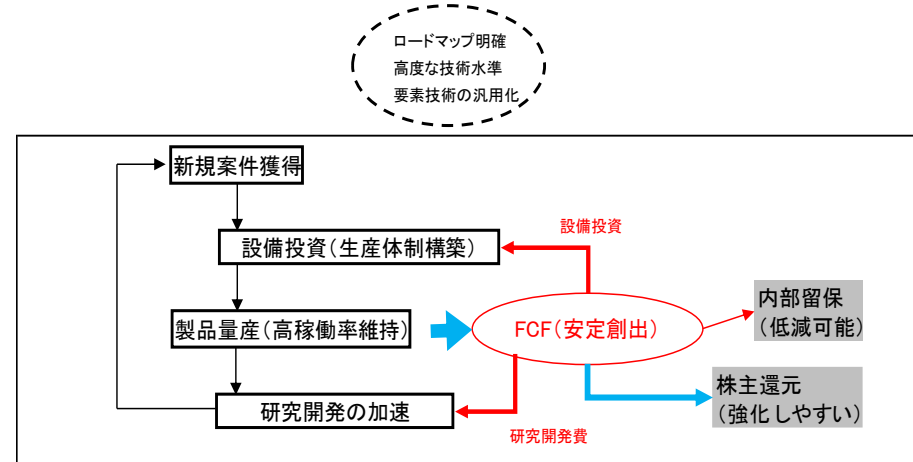 ロードマップ明確
高度な技術水準
要素技術の汎用化
新規案件獲得
設備投資
設備投資(生産体制構築)
内部留保
(低減可能)
製品量産(高稼働率維持)
FCF(安定創出)
株主還元
(強化しやすい)
研究開発の加速
研究開発費